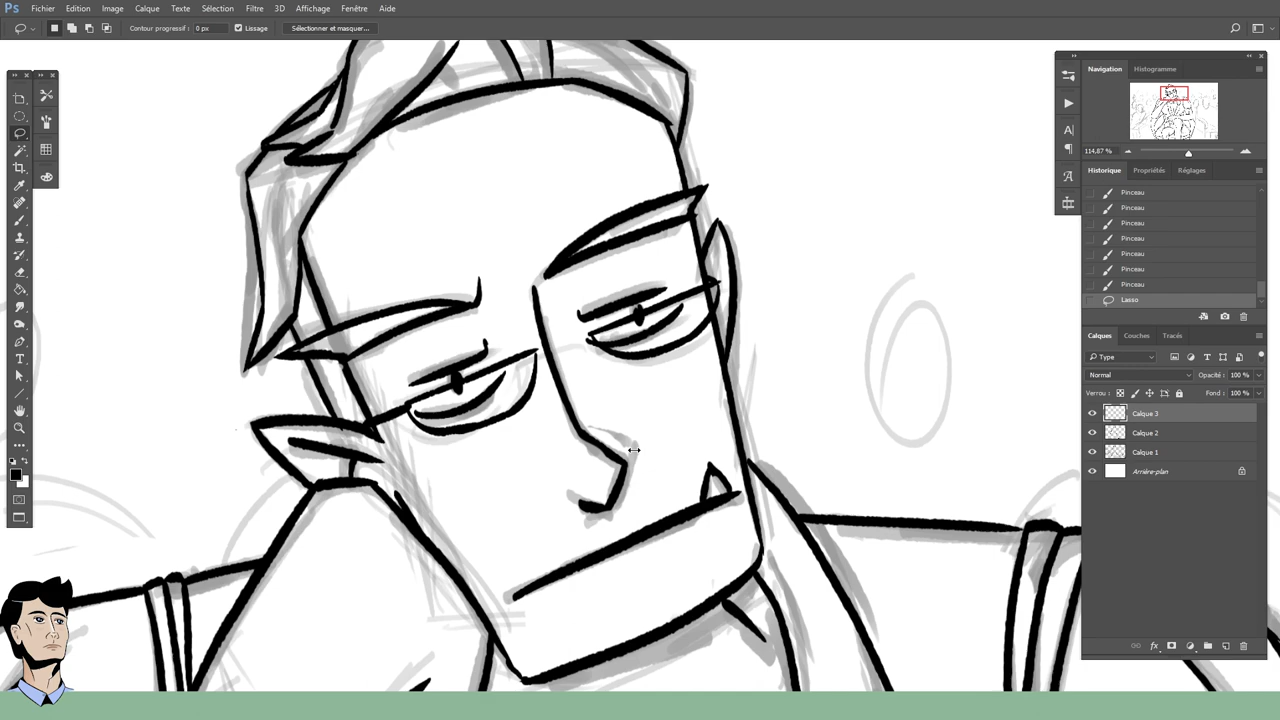 Ps Fichier Edition Image Calque Texte Sélection Filtre 3D Affichage Fenêtre Aide
Contour progressif : 0 px Lissage Sélectionner et masquer...
Navigation Histogramme
114,87 %
Historique Propriétés Réglages
Pinceau
Pinceau
Pinceau
Pinceau
Pinceau
Pinceau
Pinceau
Lasso
Calques Couches Tracés
Type
Normal Opacité : 100 %
Verrou : Fond : 100 %
Calque 3
Calque 2
Calque 1
Arrière-plan